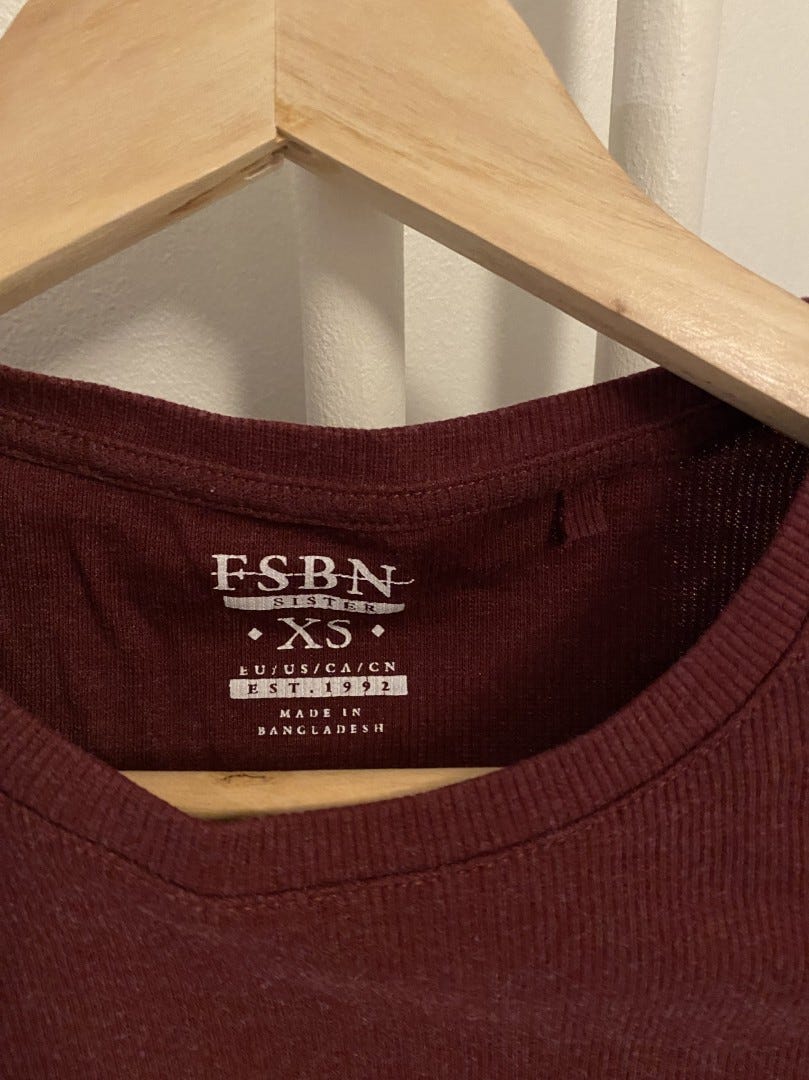 FSBN
SISTER
XS
EU/US/CA/CN
EST.1992
MADE IN
BANGLADESH